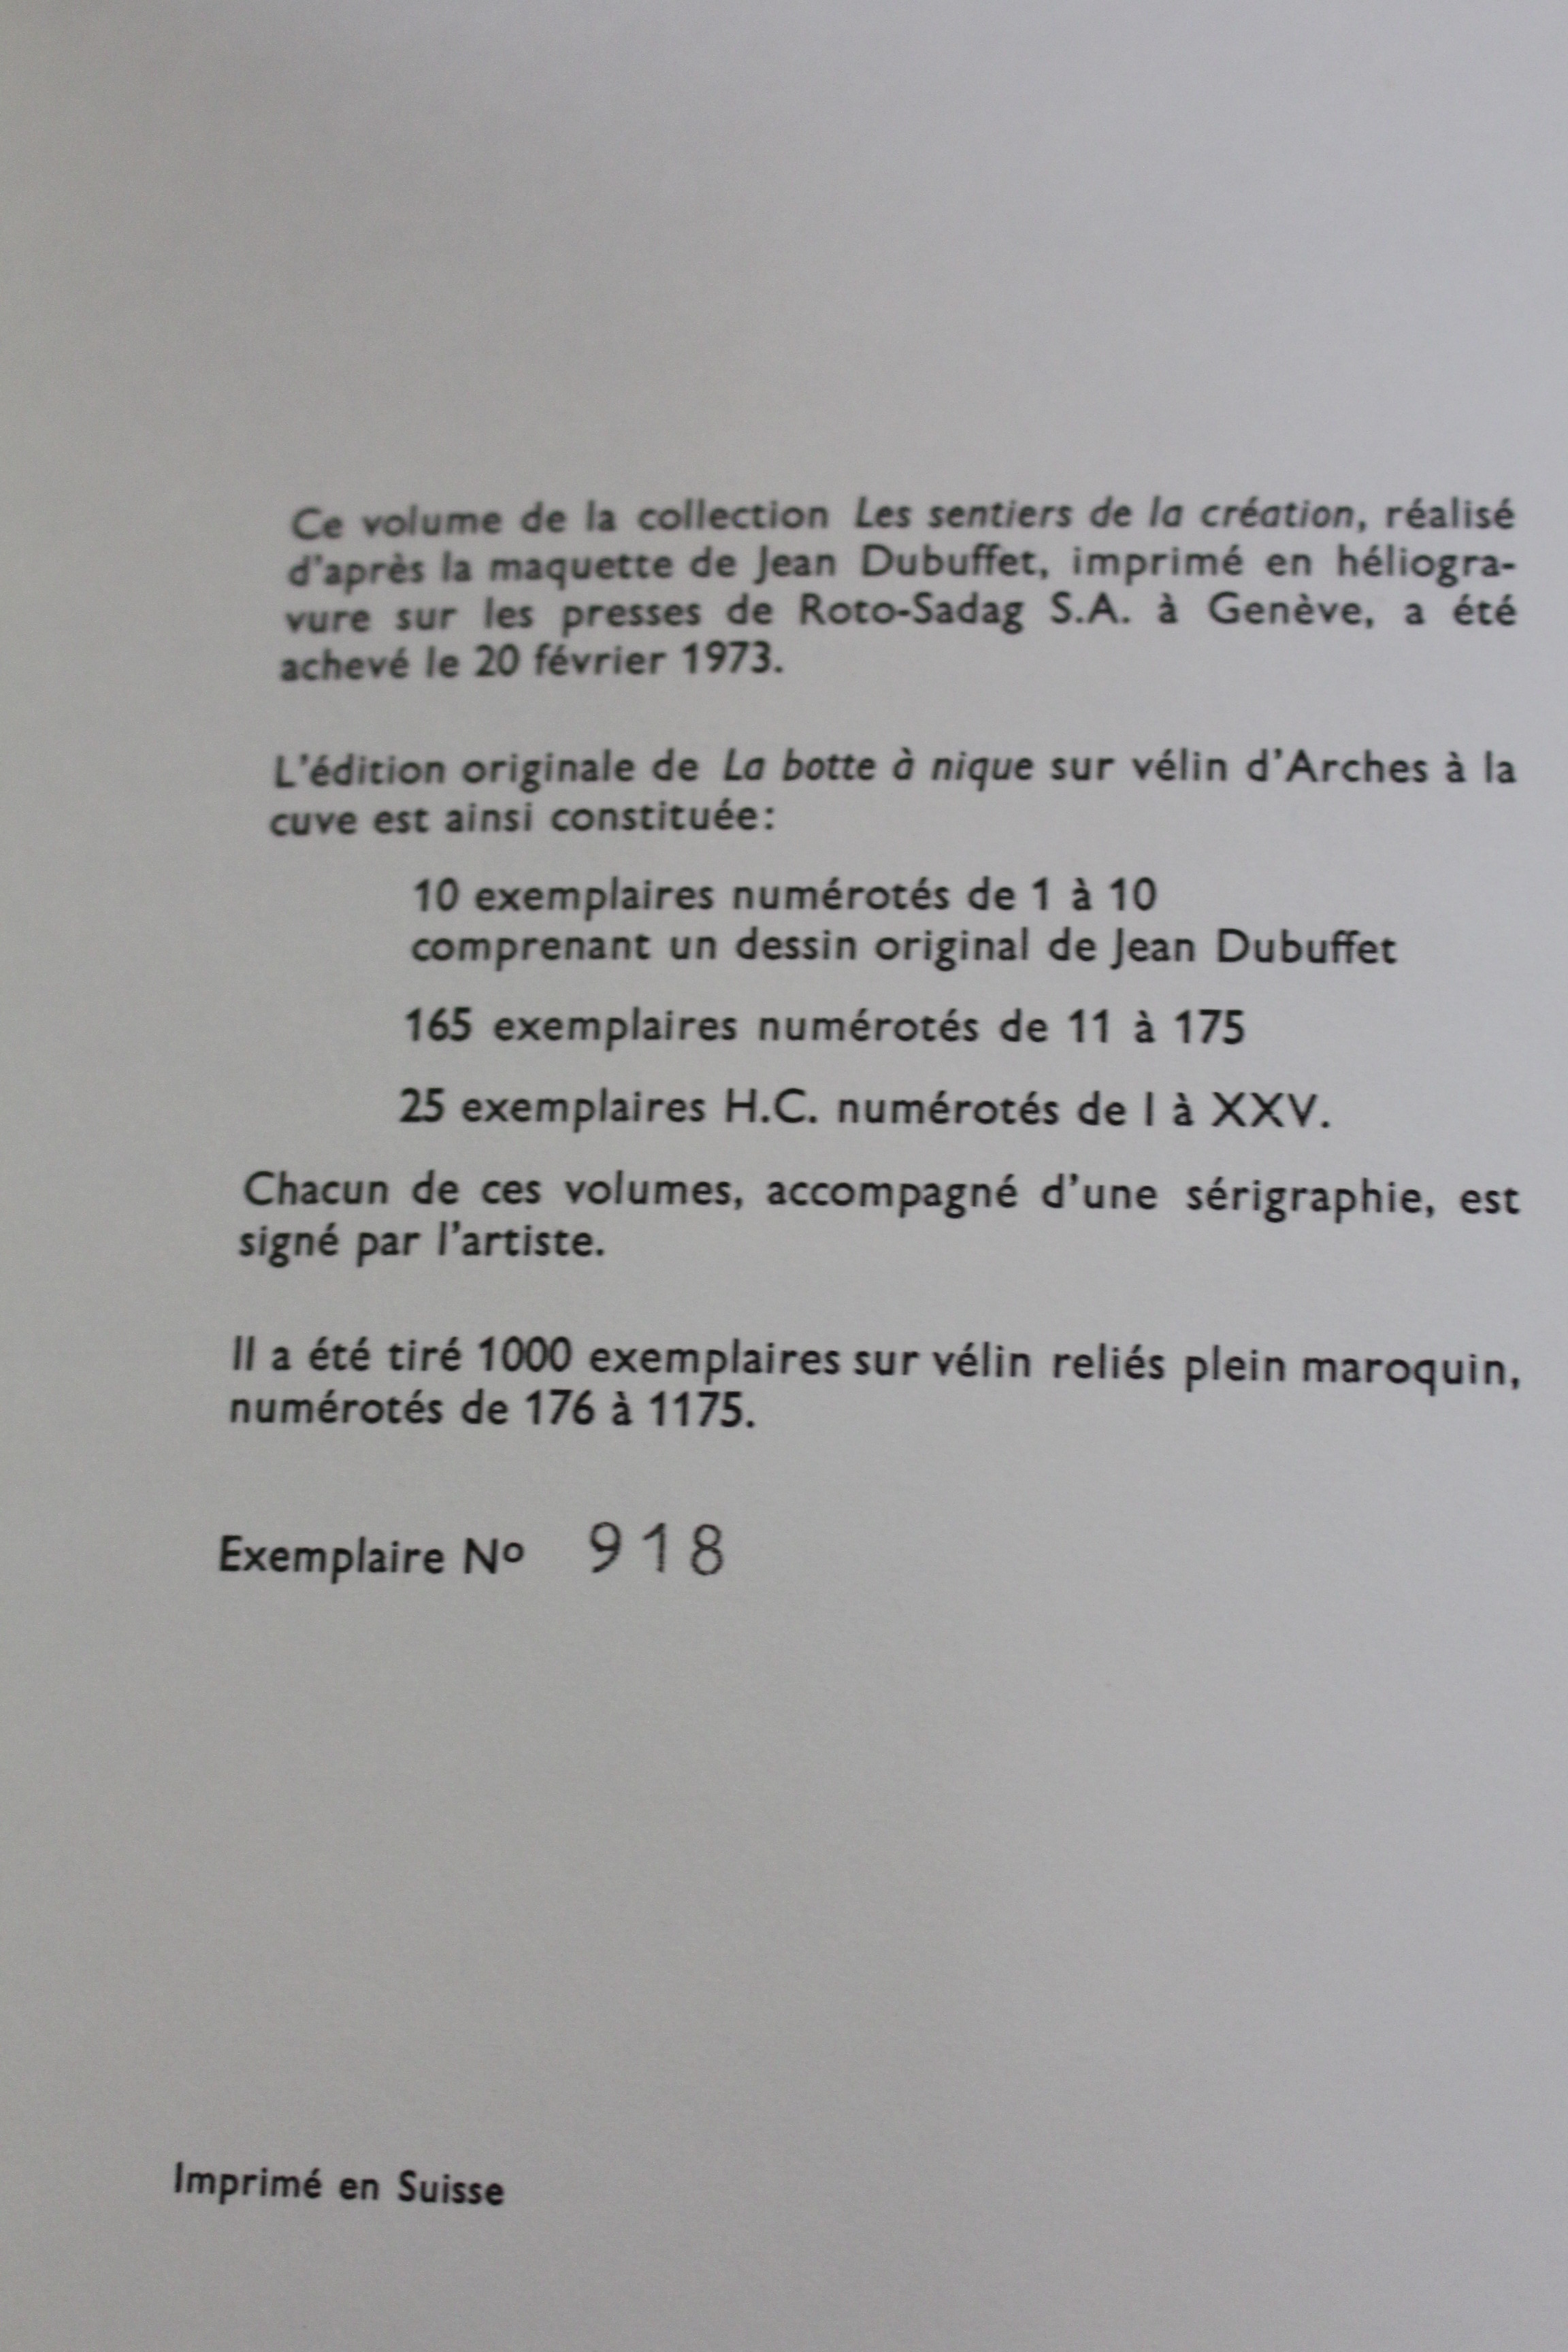 Ce volume de la collection Les sentiers de la création, réalisé
d'après la maquette de Jean Dubuffet, imprimé en héliogra-
vure sur les presses de Roto-Sadag S.A. à Genève, a été
achevé le 20 février 1973.
L'édition originale de La botte à nique sur vélin d'Arches à la
cuve est ainsi constituée:
10 exemplaires numérotés de 1 à 10
comprenant un dessin original de Jean Dubuffet
165 exemplaires numérotés de 11 à 175
25 exemplaires H.C. numérotés de I à XXV.
Chacun de ces volumes, accompagné d'une sérigraphie, est
signé par l'artiste.
Il a été tiré 1000 exemplaires sur vélin reliés plein maroquin,
numérotés de 176 à 1175.
Exemplaire Nº 918
Imprimé en Suisse